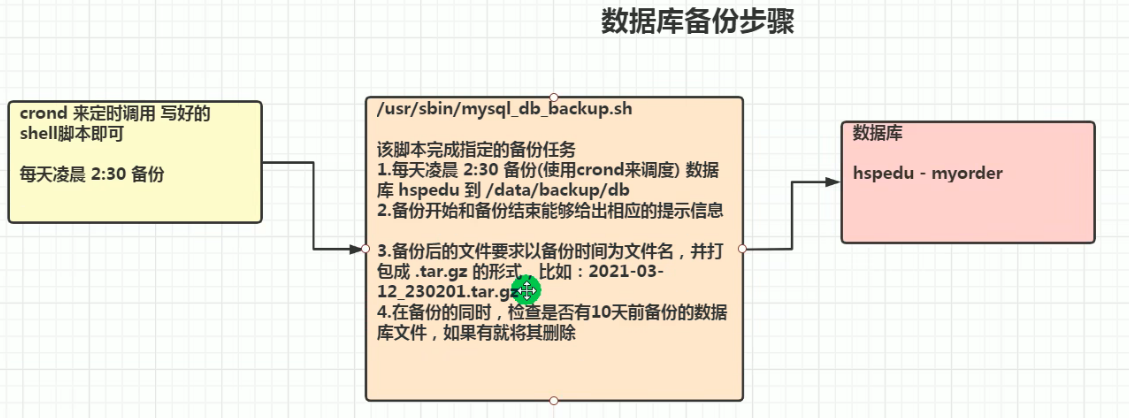 数据库备份步骤
crond 来定时调用 写好的
shell脚本即可
每天凌晨 2:30 备份
/usr/sbin/mysql_db_backup.sh
该脚本完成指定的备份任务
1.每天凌晨 2:30 备份(使用crond来调度) 数据
库 hspedu 到 /data/backup/db
2.备份开始和备份结束能够给出相应的提示信息
3.备份后的文件要求以备份时间为文件名，并打
包成 .tar.gz 的形式，比如：2021-03-
12_230201.tar.gz
4.在备份的同时，检查是否有10天前备份的数据
库文件，如果有就将其删除
数据库
hspedu - myorder